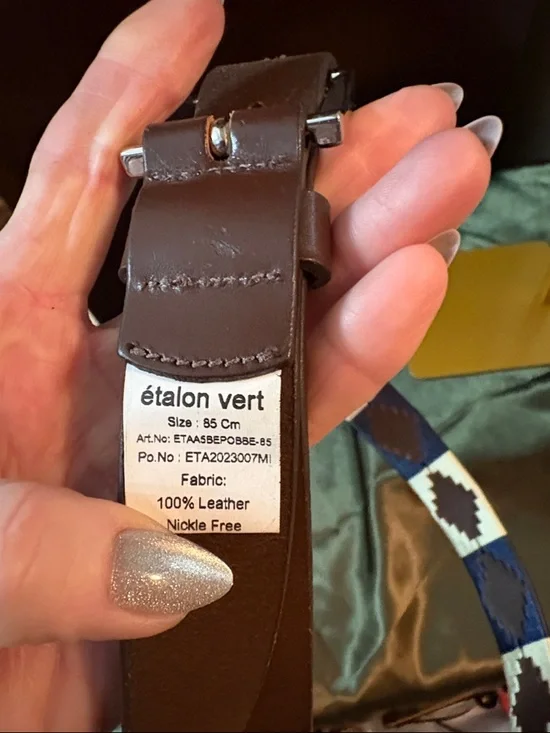 étalon vert
Size : 85 Cm
Art.No: ETAA5BEPOBBE-85
Po.No : ETA2023007MI
Fabric:
100% Leather
Nickle Free